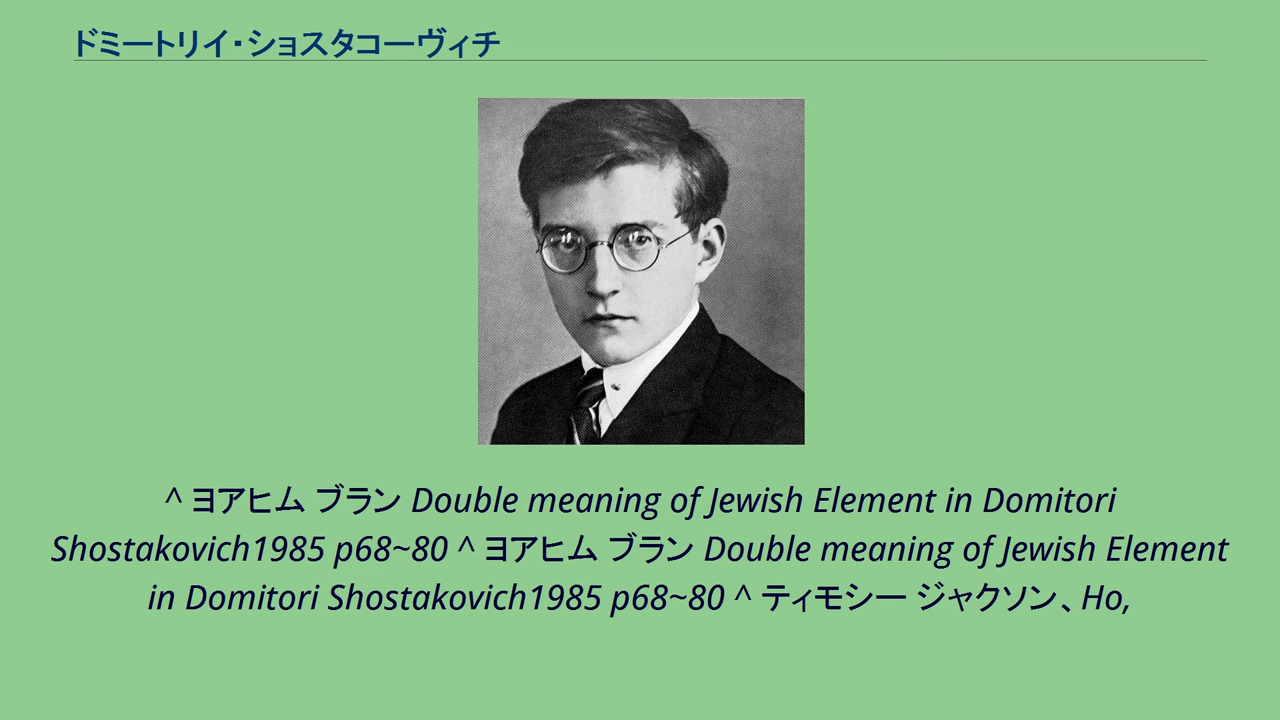 ドミートリイ・ショスタコーヴィチ
^ ヨアヒム ブラン Double meaning of Jewish Element in Domitori
Shostakovich1985 p68~80 ^ ヨアヒム ブラン Double meaning of Jewish Element
in Domitori Shostakovich1985 p68~80 ^ ティモシー ジャクソン、Ho,